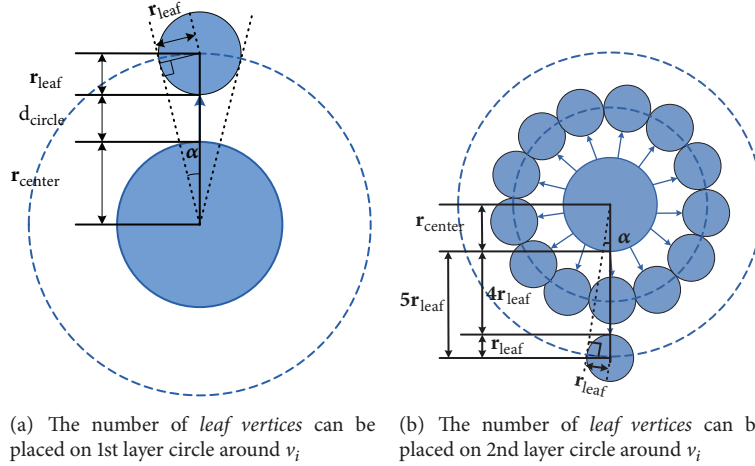 r_leaf
r_leaf
d_circle
α
r_center
r_center
α
5r_leaf
4r_leaf
r_leaf
r_leaf
(a) The number of leaf vertices can be
placed on 1st layer circle around v_i
(b) The number of leaf vertices can b
placed on 2nd layer circle around v_i